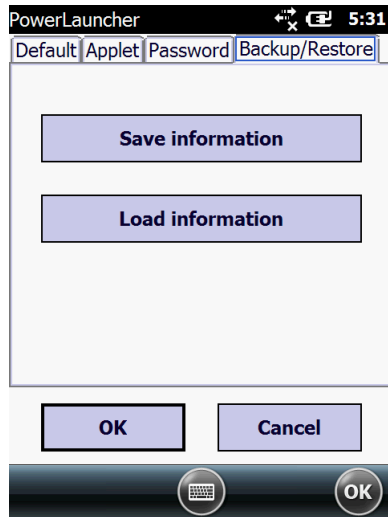 PowerLauncher 5:31
Default Applet Password Backup/Restore
Save information
Load information
OK Cancel
OK